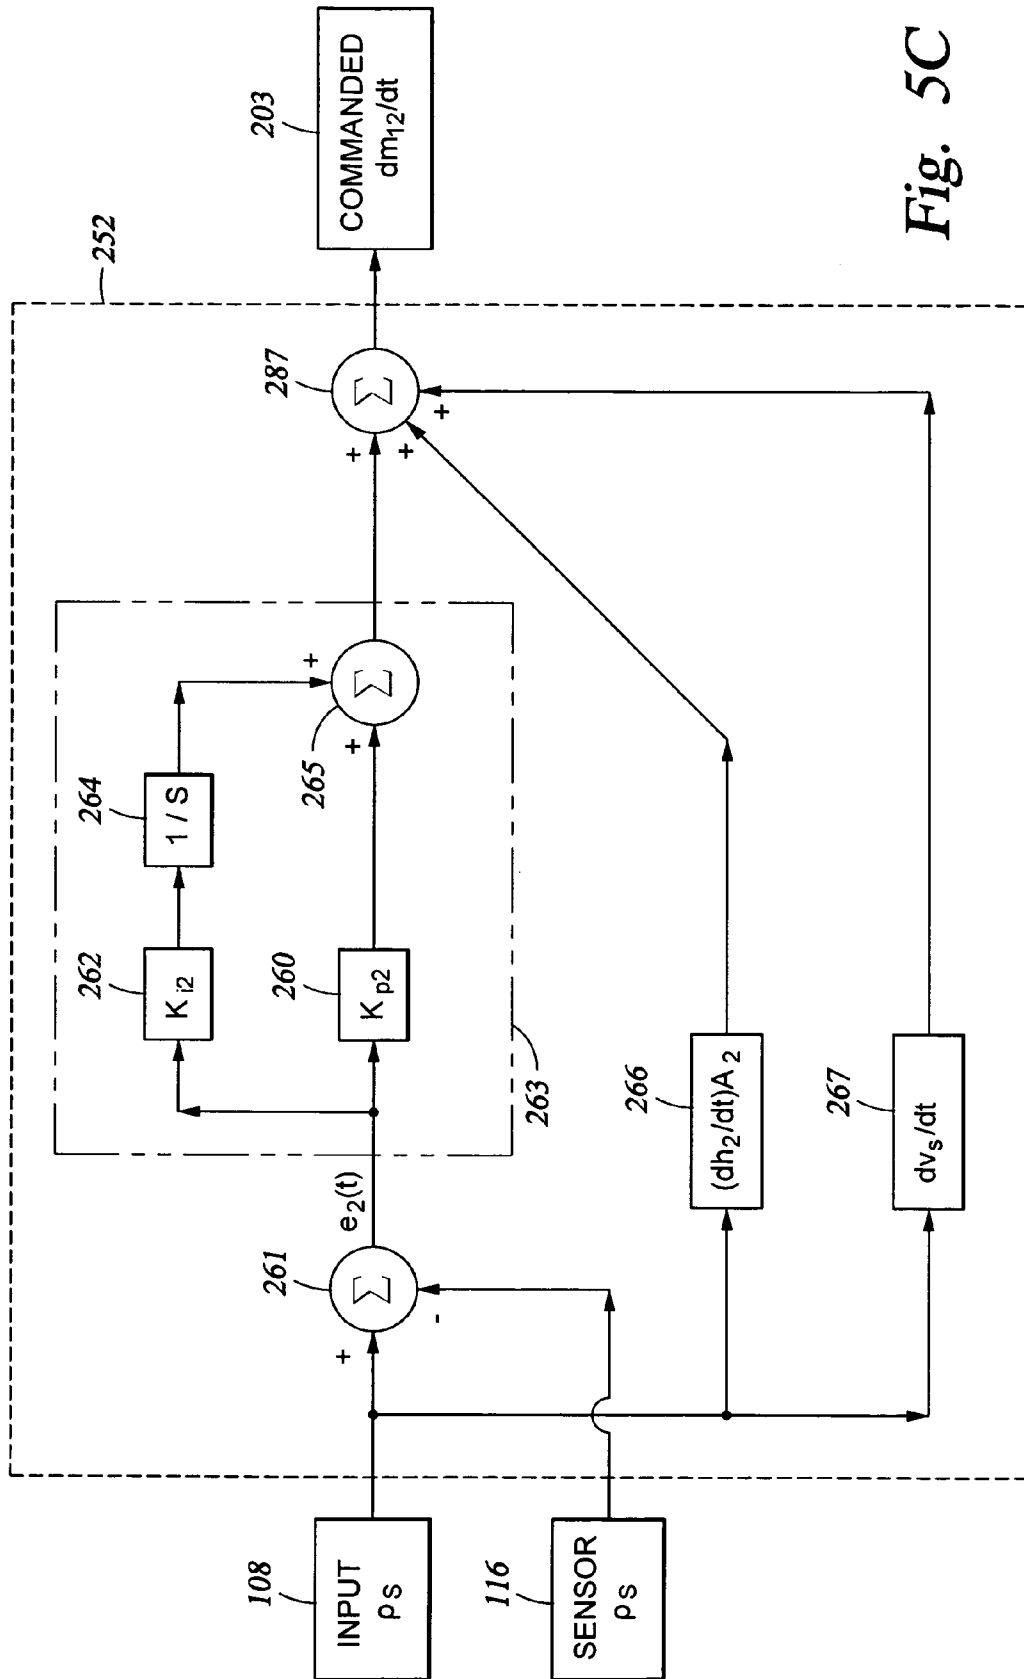 252
108
INPUT
ρS
116
SENSOR
ρS
+
-
261
Σ
e2(t)
262
Ki2
264
1 / S
260
Kp2
263
+
+
265
Σ
266
(dh2/dt)A2
267
dvs/dt
+
+
+
287
Σ
203
COMMANDED
dm12/dt
Fig. 5C